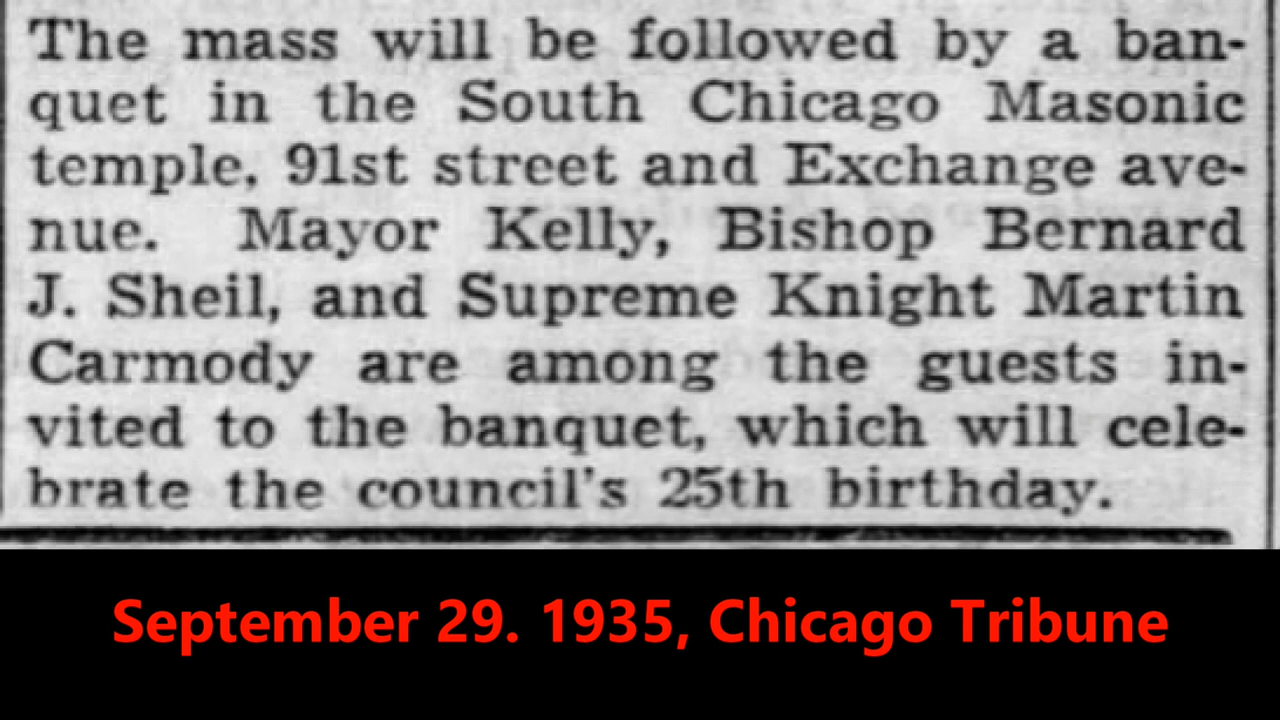 The mass will be followed by a ban-
quet in the South Chicago Masonic
temple, 91st street and Exchange ave-
nue. Mayor Kelly, Bishop Bernard
J. Sheil, and Supreme Knight Martin
Carmody are among the guests in-
vited to the banquet, which will cele-
brate the council's 25th birthday.
September 29. 1935, Chicago Tribune